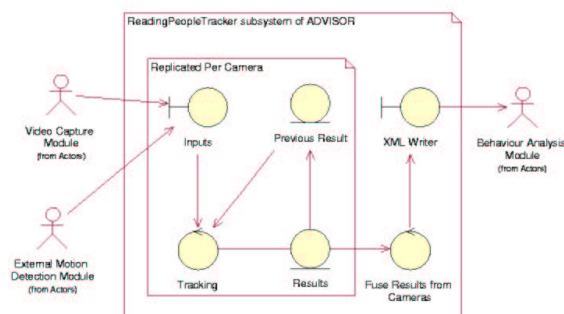 ReadingPeopleTracker subsystem of ADVISOR
Replicated Per Camera
Video Capture
Module
(from Actors)
Inputs
Previous Result
XML Writer
Behaviour Analysis
Module
(from Actors)
External Motion
Detection Module
(from Actors)
Tracking
Results
Fuse Results from
Cameras